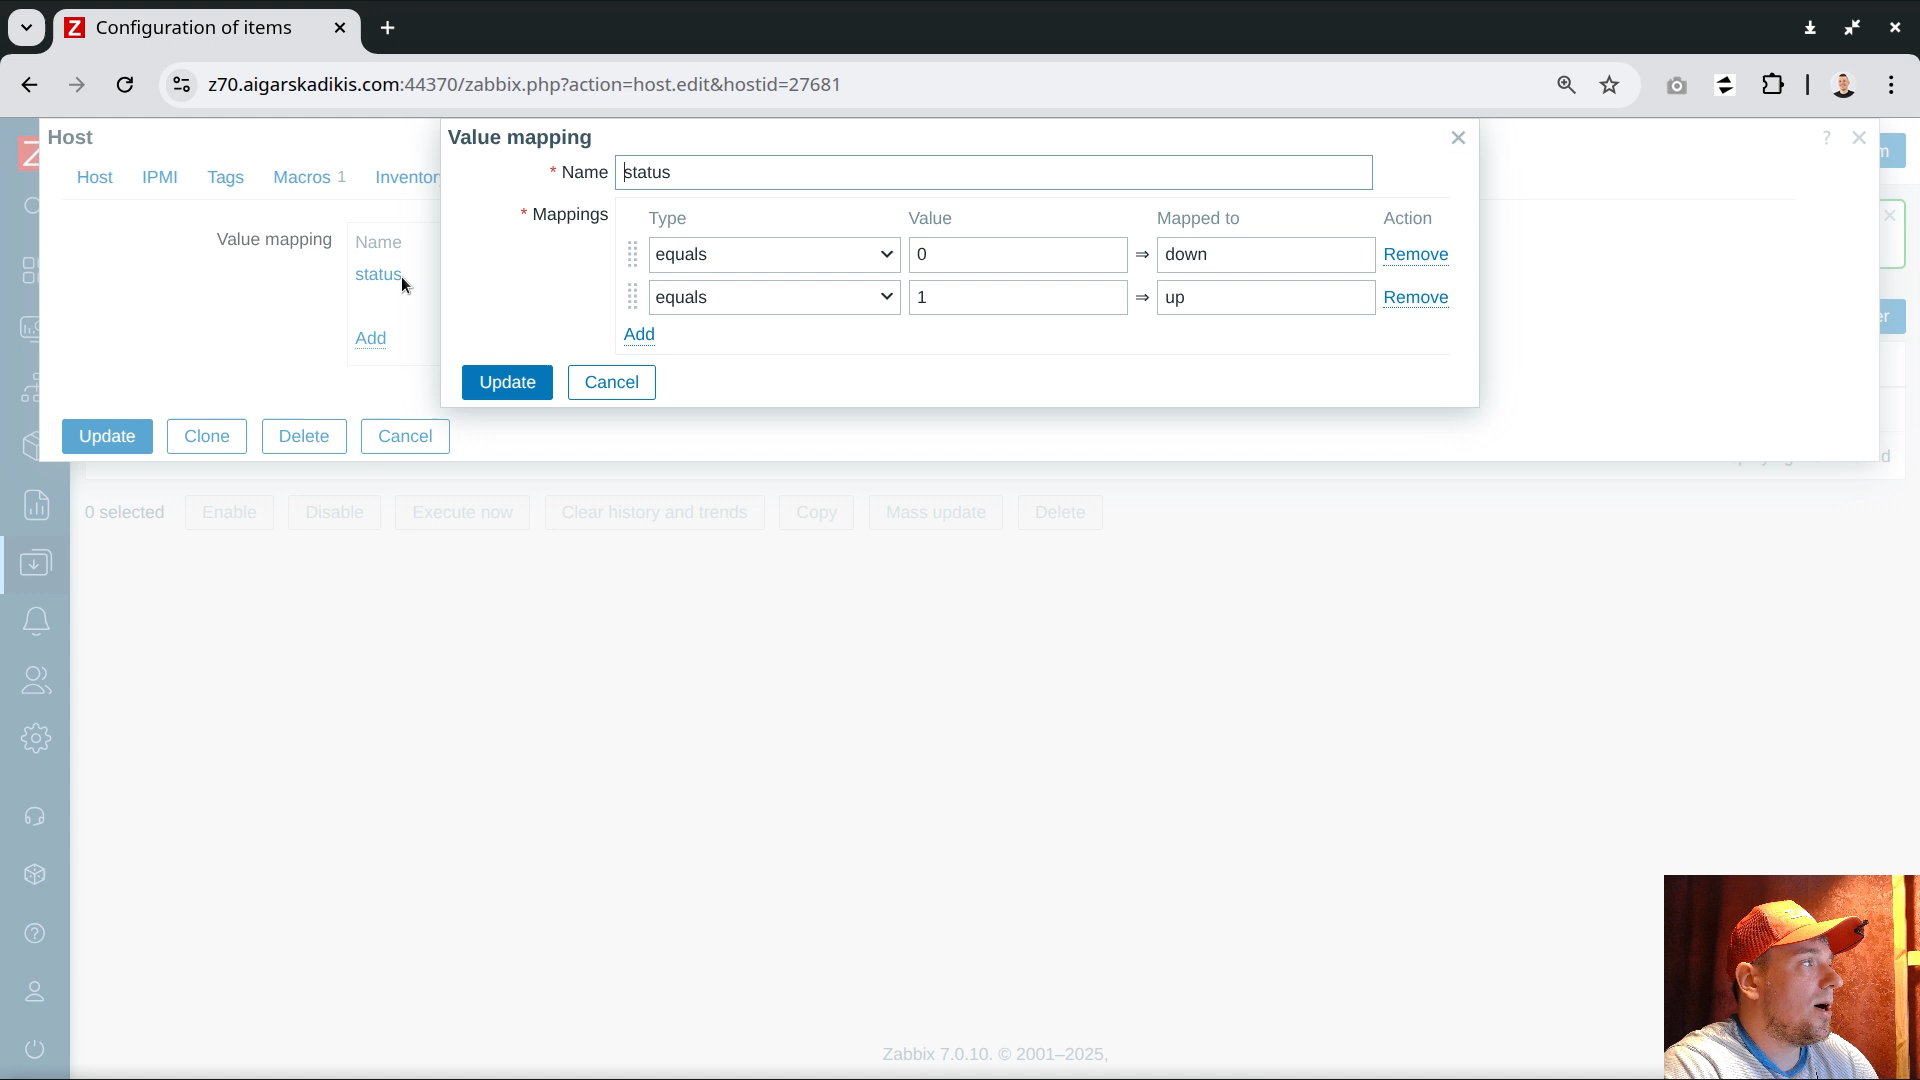 Z Configuration of items
z70.aigarskadikis.com:44370/zabbix.php?action=host.edit&hostid=27681
Host
Value mapping
?
Host IPMI Tags Macros 1 Inventor
* Name status
* Mappings
Type Value Mapped to Action
equals 0 ⇒ down Remove
equals 1 ⇒ up Remove
Add
Update Cancel
Value mapping
Name
status
Add
Update Clone Delete Cancel
0 selected Enable Disable Execute now Clear history and trends Copy Mass update Delete
Zabbix 7.0.10. © 2001–2025,